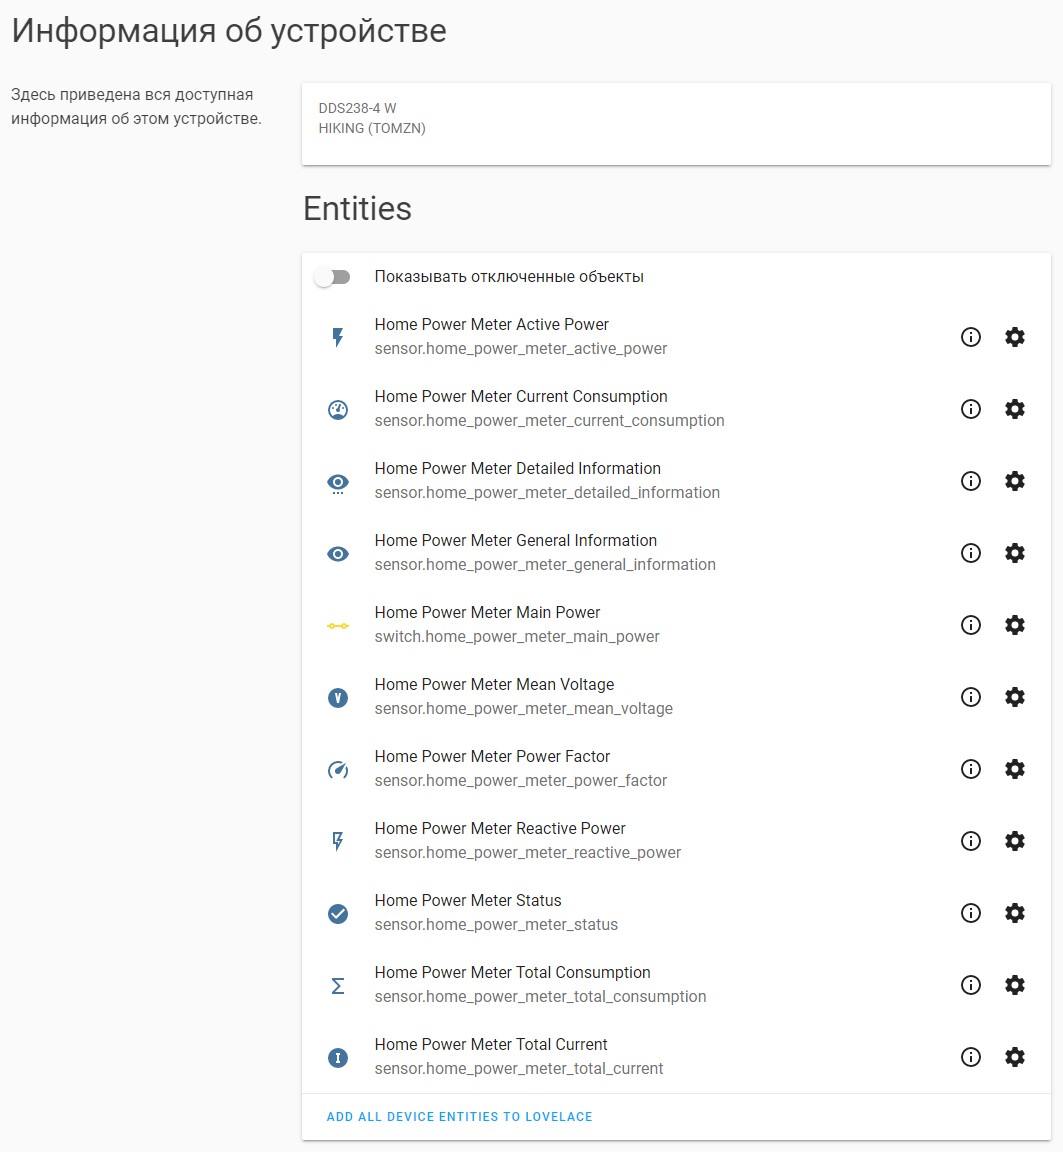 Информация об устройстве
Здесь приведена вся доступная
информация об этом устройстве.
DDS238-4 W
HIKING (TOMZN)
Entities
Показывать отключенные объекты
Home Power Meter Active Power
sensor.home_power_meter_active_power
Home Power Meter Current Consumption
sensor.home_power_meter_current_consumption
Home Power Meter Detailed Information
sensor.home_power_meter_detailed_information
Home Power Meter General Information
sensor.home_power_meter_general_information
Home Power Meter Main Power
switch.home_power_meter_main_power
Home Power Meter Mean Voltage
sensor.home_power_meter_mean_voltage
Home Power Meter Power Factor
sensor.home_power_meter_power_factor
Home Power Meter Reactive Power
sensor.home_power_meter_reactive_power
Home Power Meter Status
sensor.home_power_meter_status
Home Power Meter Total Consumption
sensor.home_power_meter_total_consumption
Home Power Meter Total Current
sensor.home_power_meter_total_current
ADD ALL DEVICE ENTITIES TO LOVELACE